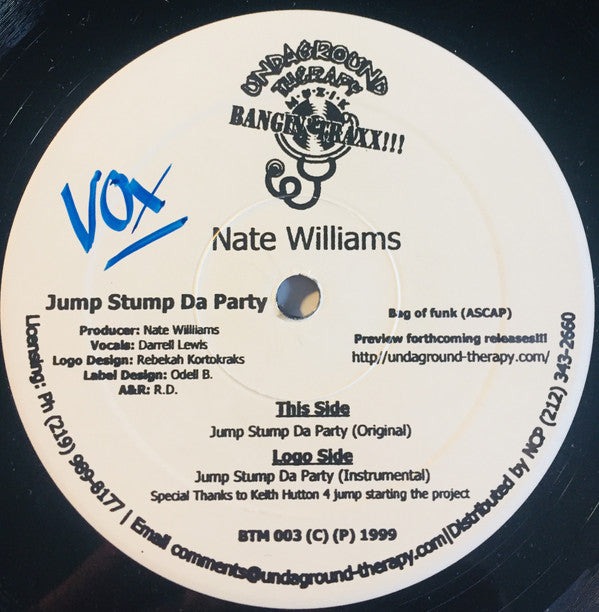 UNDAGROUND
THERAPY
M·U·Z·I·K
BANGIN TRAXX!!!
VOX
Nate Williams
Jump Stump Da Party
Producer: Nate Williams
Vocals: Darrell Lewis
Logo Design: Rebekah Kortokraks
Label Design: Odell B.
A&R: R.D.
Bag of funk (ASCAP)
Preview forthcoming releases!!!
http://undaground-therapy.com/
This Side
Jump Stump Da Party (Original)
Logo Side
Jump Stump Da Party (Instrumental)
Special Thanks to Keith Hutton 4 jump starting the project
BTM 003 (C) (P) 1999
Licensing: Ph (219) 989-8177 | Email comments@undaground-therapy.com/Distributed by NCP (212) 343-2660